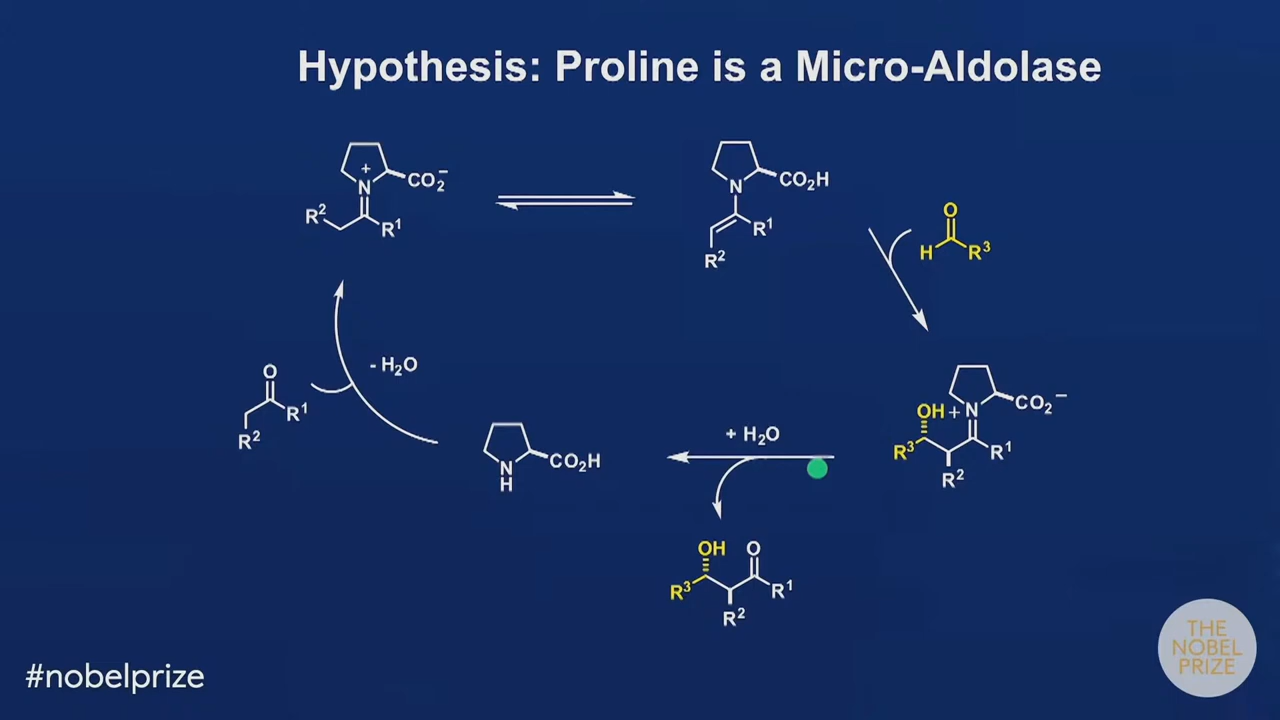 Hypothesis: Proline is a Micro-Aldolase
+
N
CO₂⁻
R²
R¹
N
CO₂H
R¹
R²
O
H
R³
- H₂O
O
R¹
R²
+ H₂O
N
H
CO₂H
OH + N
CO₂⁻
R³
R¹
R²
OH
O
R³
R¹
R²
#nobelprize
THE
NOBEL
PRIZE